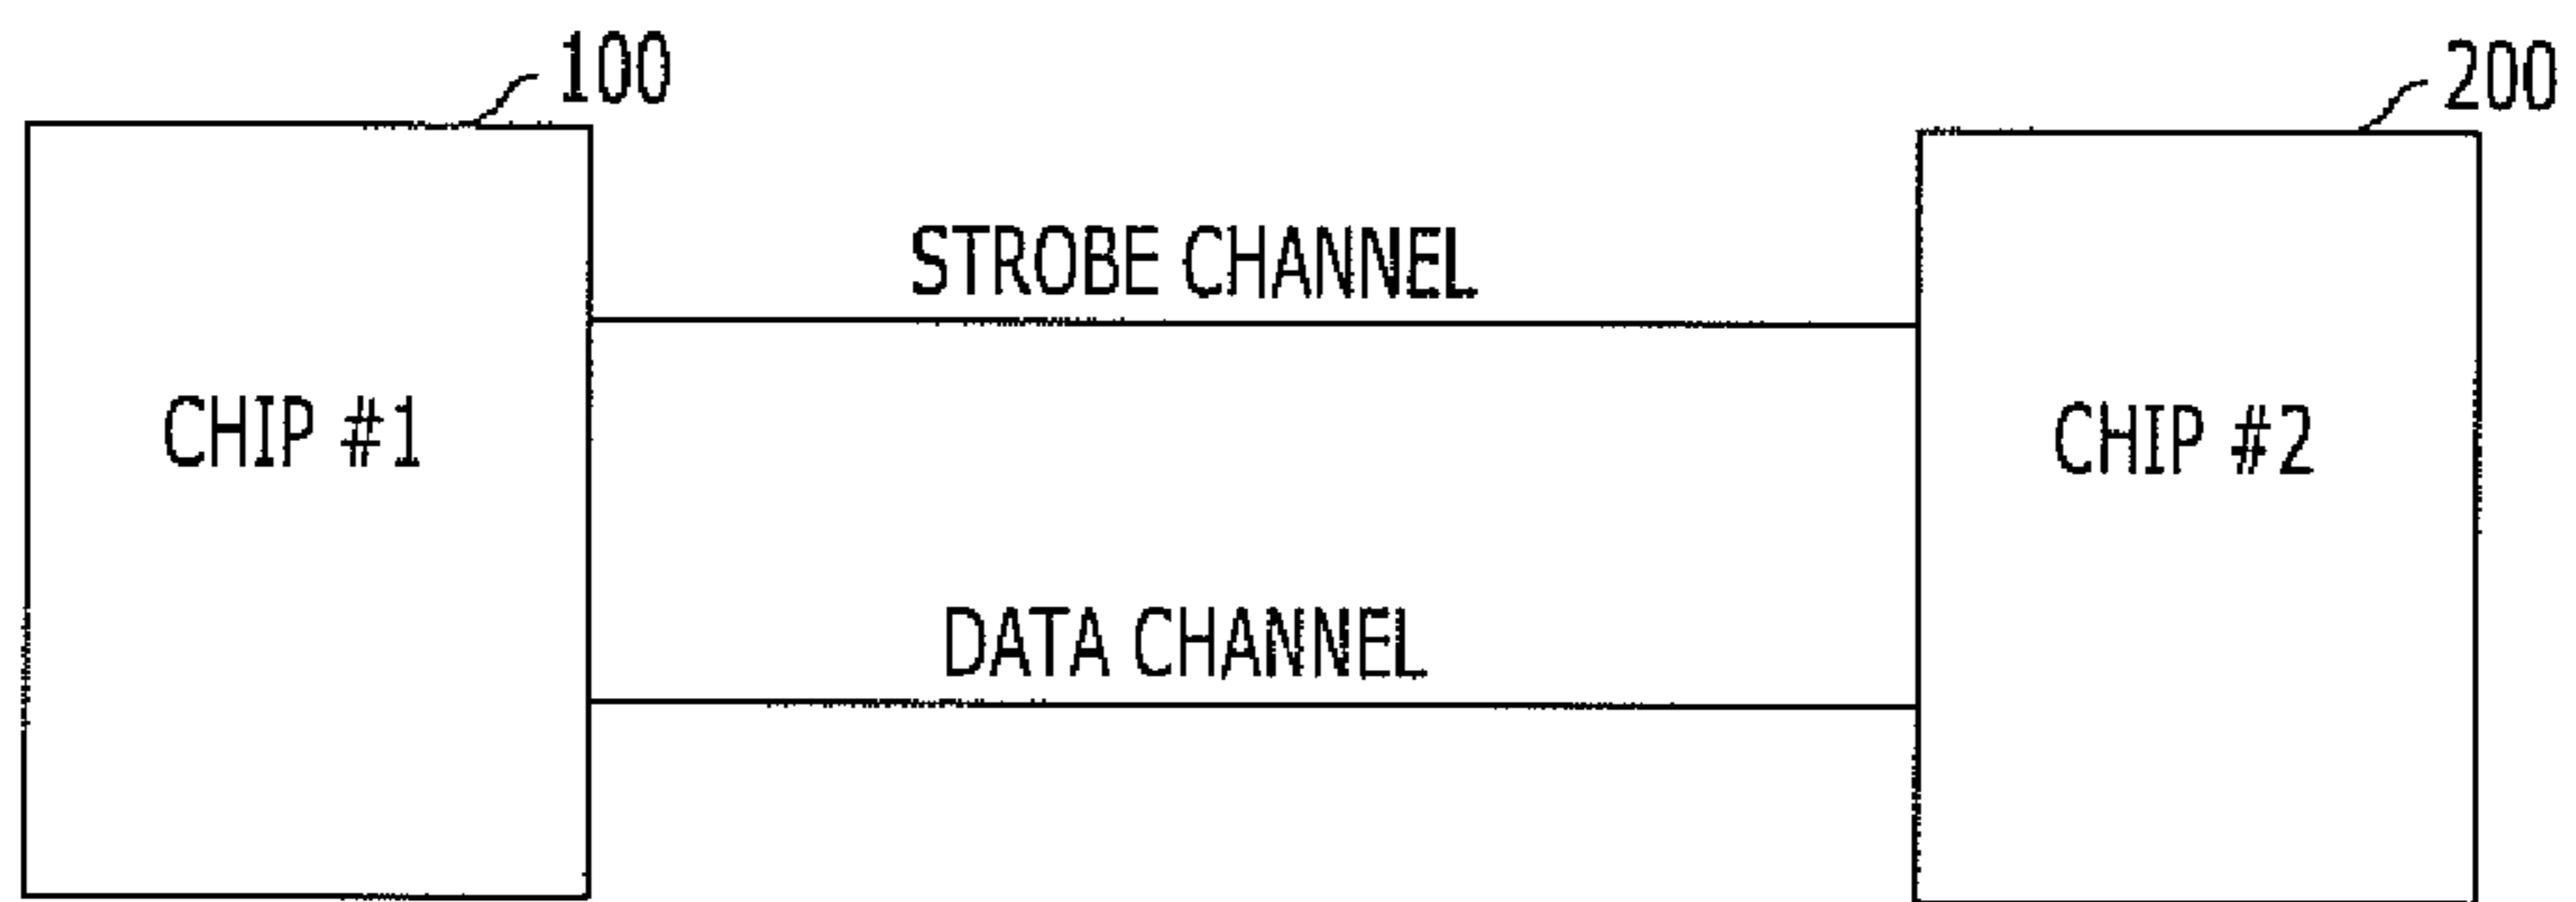 100
200
STROBE CHANNEL
CHIP #1
CHIP #2
DATA CHANNEL